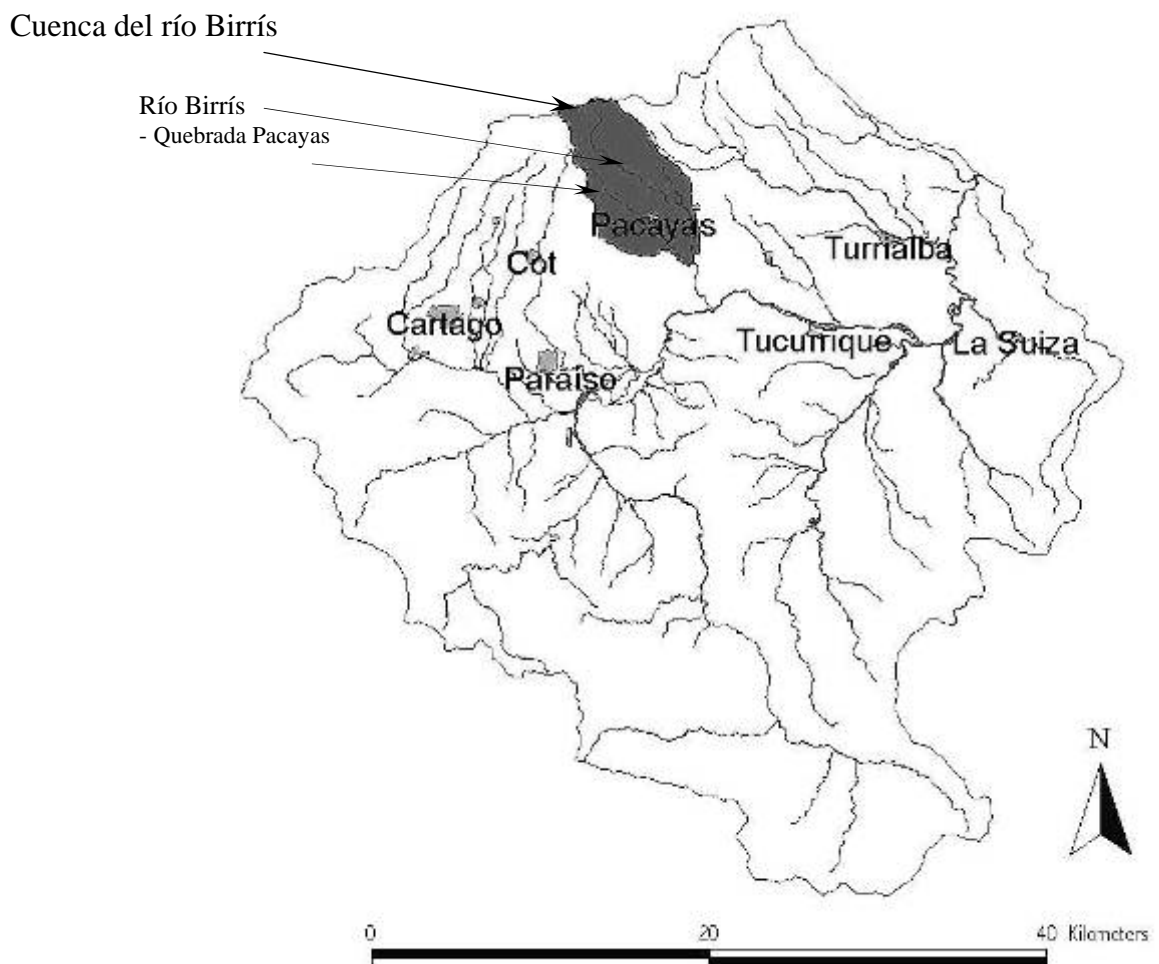 Cuenca del río Birrís
Río Birrís
- Quebrada Pacayas
Pacayas
Turrialba
Cot
Cartago
Tucurrique
La Suiza
Paraíso
N
0 20 40 Kilometers